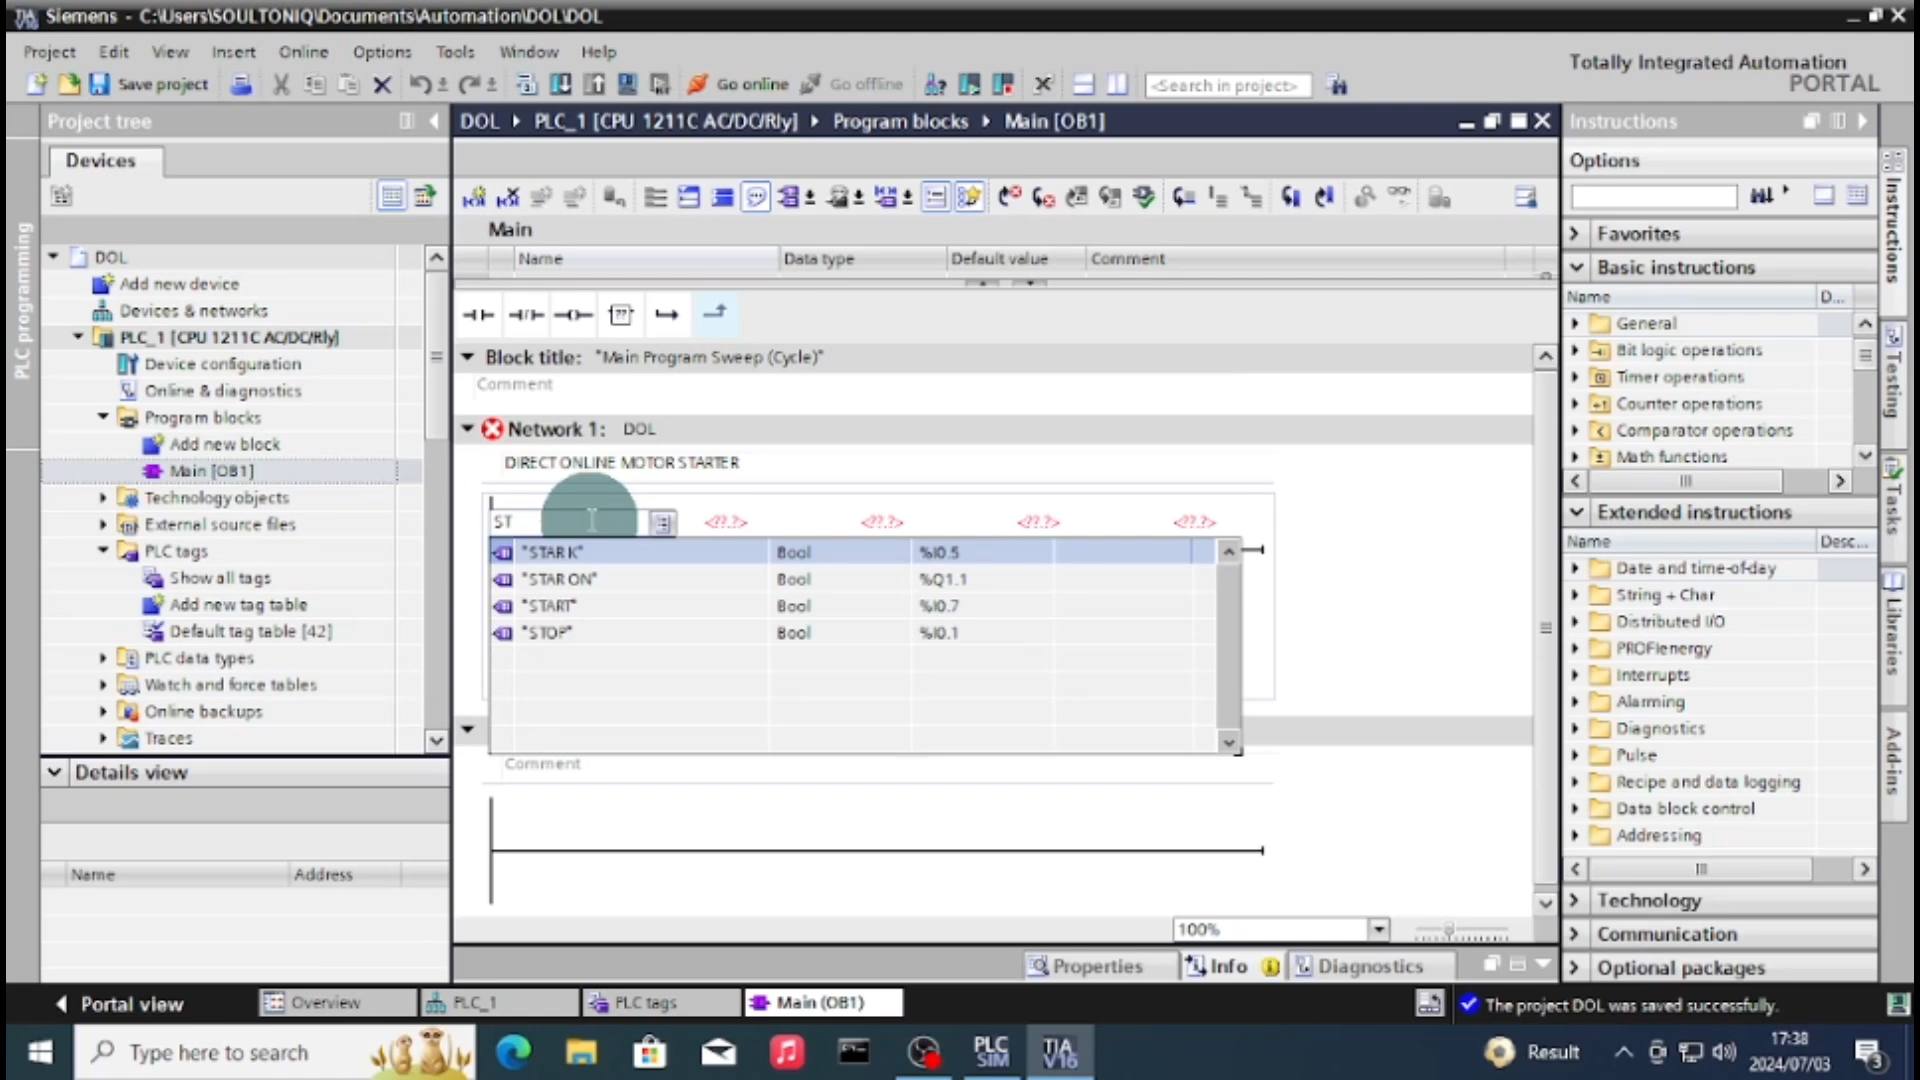 Siemens - C:\Users\SOULTONIQ\Documents\Automation\DOL\DOL
Project Edit View Insert Online Options Tools Window Help
Totally Integrated Automation
PORTAL
Save project
Go online
Go offline
<Search in project>
Project tree
DOL ▸ PLC_1 [CPU 1211C AC/DC/Rly] ▸ Program blocks ▸ Main [OB1]
Instructions
Devices
Options
PLC programming
Main
Name Data type Default value Comment
DOL
Add new device
Devices & networks
PLC_1 [CPU 1211C AC/DC/Rly]
Device configuration
Online & diagnostics
Program blocks
Add new block
Main [OB1]
Technology objects
External source files
PLC tags
Show all tags
Add new tag table
Default tag table [42]
PLC data types
Watch and force tables
Online backups
Traces
Details view
Name Address
??
Block title: "Main Program Sweep (Cycle)"
Comment
Network 1: DOL
DIRECT ONLINE MOTOR STARTER
ST
<??.?> <??.?> <??.?> <??.?>
"STAR K" Bool %I0.5
"STAR ON" Bool %Q1.1
"START" Bool %I0.7
"STOP" Bool %I0.1
Comment
100%
Properties Info Diagnostics
Favorites
Basic instructions
Name D...
General
Bit logic operations
Timer operations
Counter operations
Comparator operations
Math functions
Extended instructions
Name Desc...
Date and time-of-day
String + Char
Distributed I/O
PROFIenergy
Interrupts
Alarming
Diagnostics
Pulse
Recipe and data logging
Data block control
Addressing
Technology
Communication
Optional packages
Instructions
Testing
Tasks
Libraries
Add-ins
Portal view
Overview
PLC_1
PLC tags
Main (OB1)
The project DOL was saved successfully.
Type here to search
PLC
SIM
TIA
V16
Result
17:38
2024/07/03
3